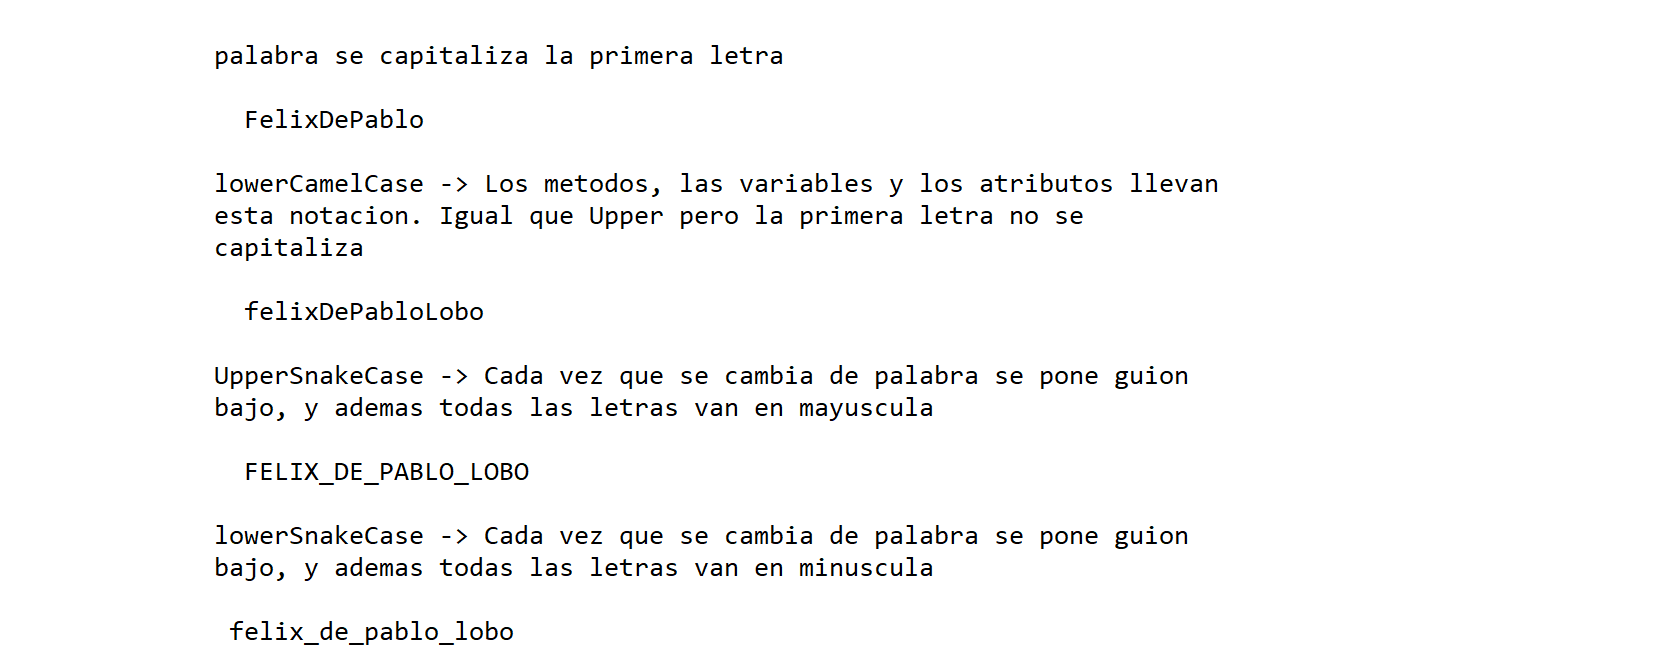 palabra se capitaliza la primera letra
FelixDePablo
lowerCamelCase -> Los metodos, las variables y los atributos llevan
esta notacion. Igual que Upper pero la primera letra no se
capitaliza
felixDePabloLobo
UpperSnakeCase -> Cada vez que se cambia de palabra se pone guion
bajo, y ademas todas las letras van en mayuscula
FELIX_DE_PABLO_LOBO
lowerSnakeCase -> Cada vez que se cambia de palabra se pone guion
bajo, y ademas todas las letras van en minuscula
felix_de_pablo_lobo